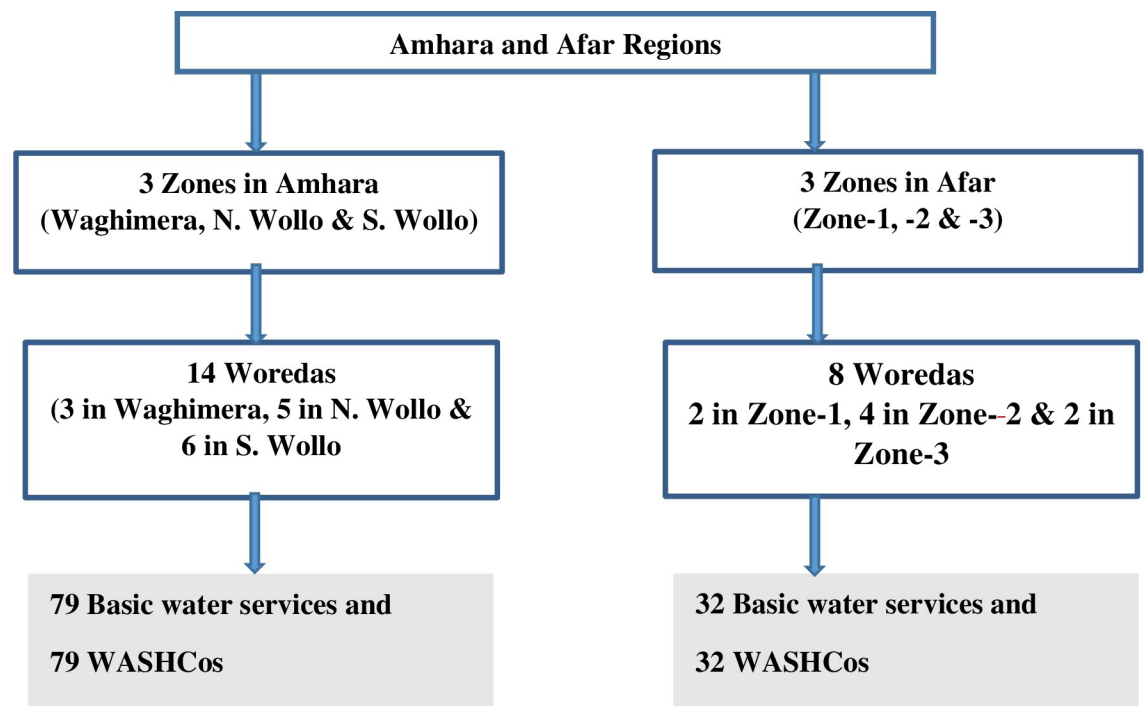 Amhara and Afar Regions
3 Zones in Amhara
(Waghimera, N. Wollo & S. Wollo)
3 Zones in Afar
(Zone-1, -2 & -3)
14 Woredas
(3 in Waghimera, 5 in N. Wollo &
6 in S. Wollo
8 Woredas
2 in Zone-1, 4 in Zone--2 & 2 in
Zone-3
79 Basic water services and
79 WASHCos
32 Basic water services and
32 WASHCos